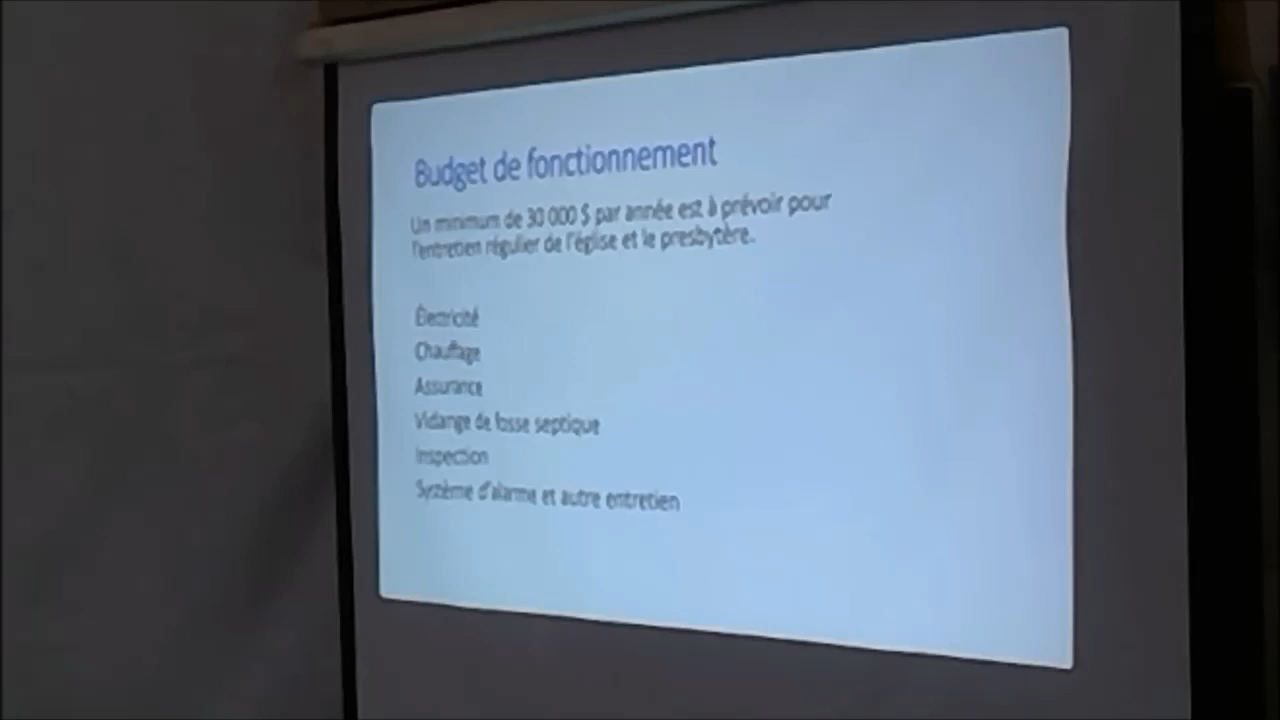 Budget de fonctionnement
Un minimum de 30 000 $ par année est à prévoir pour
l'entretien régulier de l'église et le presbytère.
Électricité
Chauffage
Assurance
Vidange de fosse septique
Inspection
Système d'alarme et autre entretien